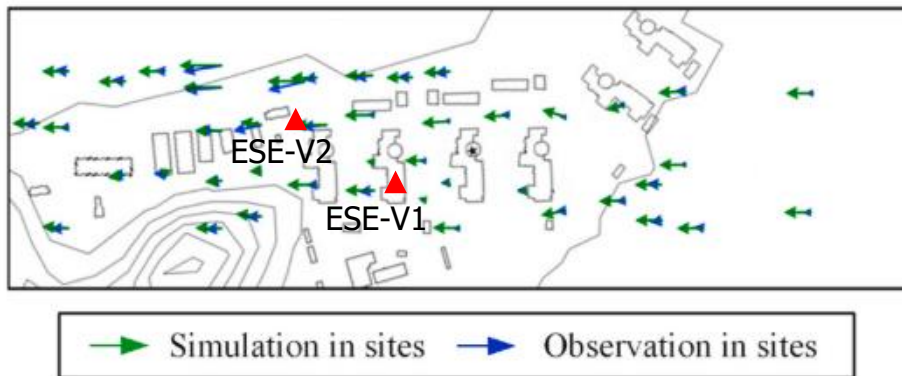 ESE-V2
ESE-V1
Simulation in sites
Observation in sites